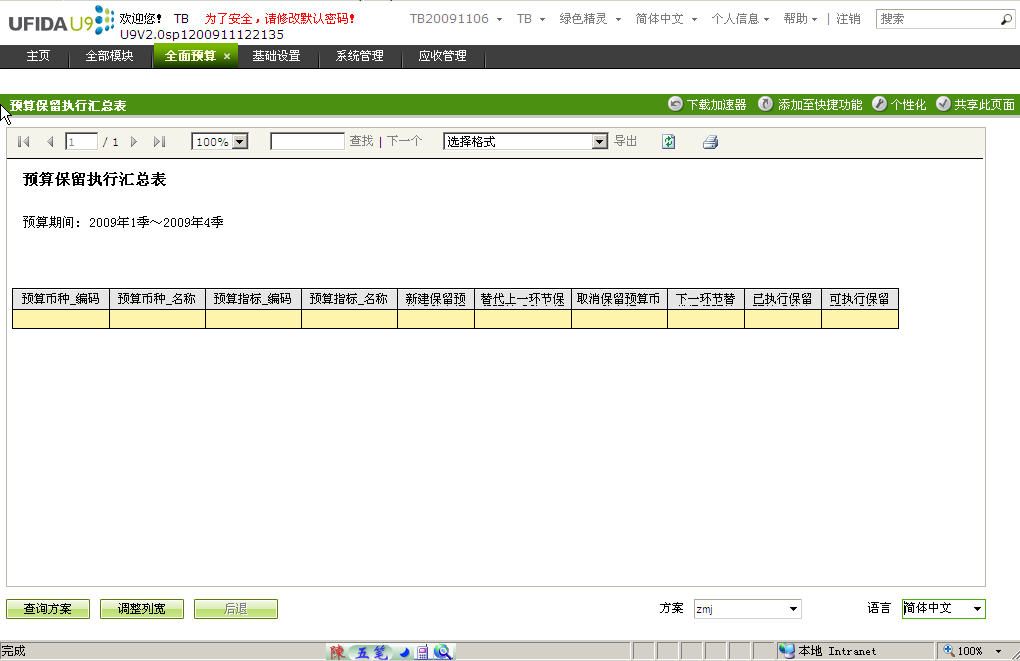 UFIDA U9 欢迎您! TB 为了安全，请修改默认密码! TB20091106 TB 绿色精灵 简体中文 个人信息 帮助 | 注销 搜索
U9V2.0sp1200911122135
主页 全部模块 全面预算 × 基础设置 系统管理 应收管理
预算保留执行汇总表 下载加速器 添加至快捷功能 个性化 共享此页面
1 / 1 100% 查找 | 下一个 选择格式 导出
预算保留执行汇总表
预算期间：2009年1季～2009年4季
预算币种_编码 预算币种_名称 预算指标_编码 预算指标_名称 新建保留预 替代上一环节保 取消保留预算币 下一环节替 已执行保留 可执行保留
查询方案 调整列宽 后退 方案 zmj 语言 简体中文
完成 陳 五笔 本地 Intranet 100%